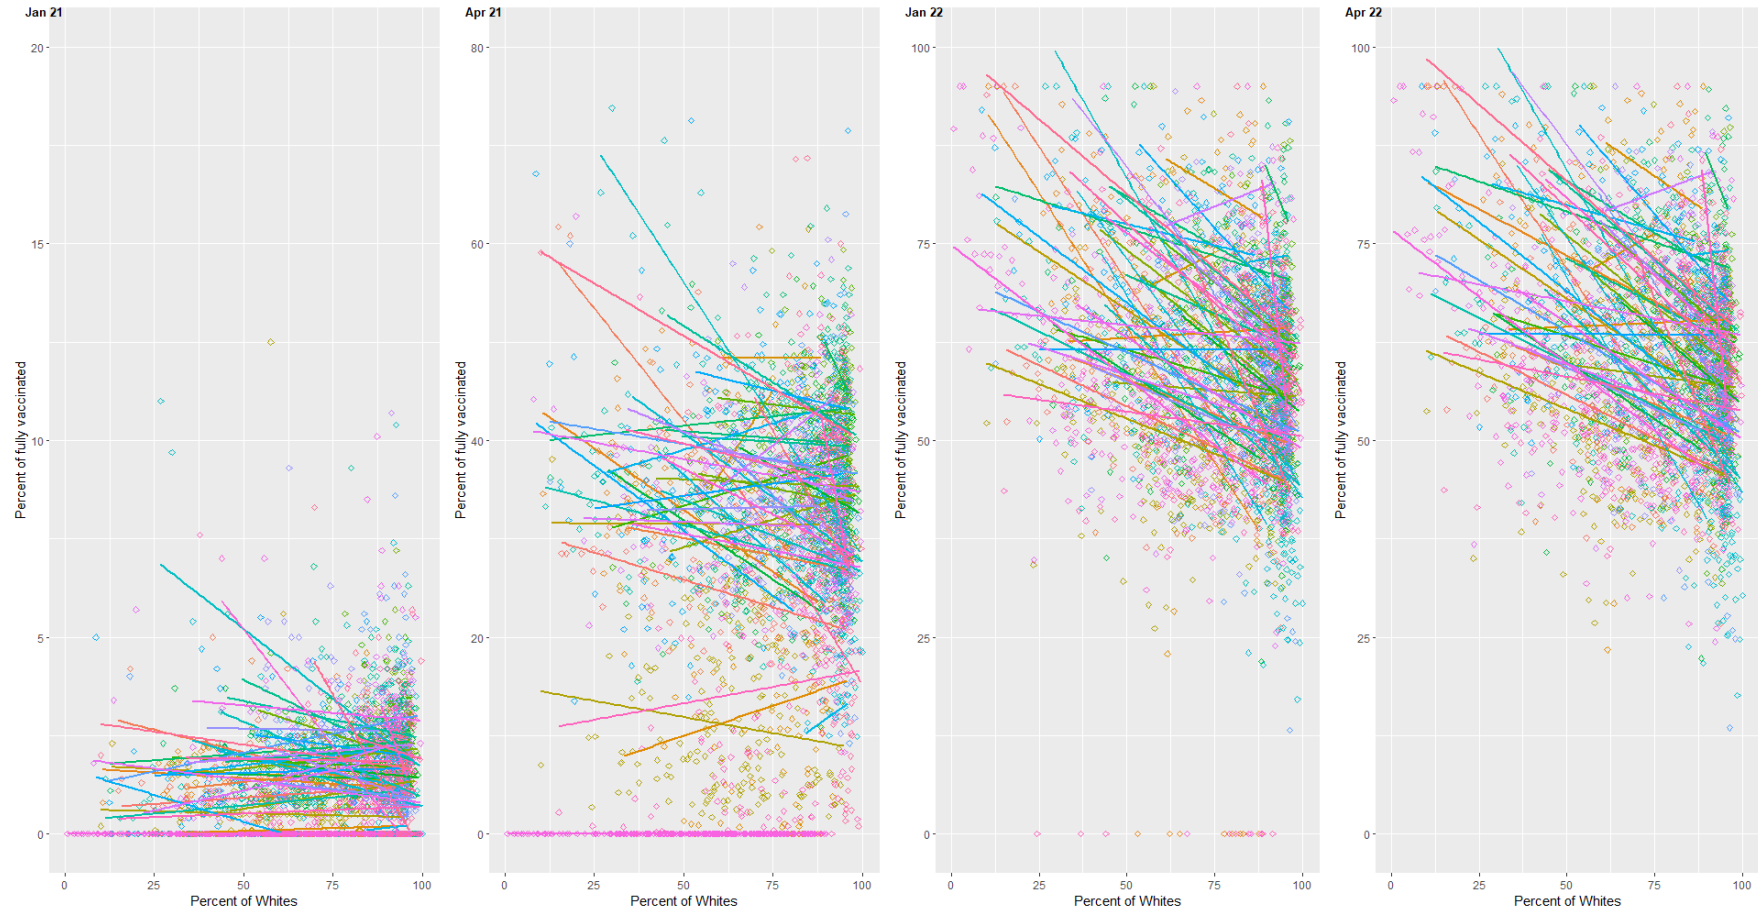 Jan 21
Apr 21
Jan 22
Apr 22
20
15
10
5
0
Percent of fully vaccinated
0 25 50 75 100
Percent of Whites
80
60
40
20
0
Percent of fully vaccinated
0 25 50 75 100
Percent of Whites
100
75
50
25
0
Percent of fully vaccinated
0 25 50 75 100
Percent of Whites
100
75
50
25
0
Percent of fully vaccinated
0 25 50 75 100
Percent of Whites